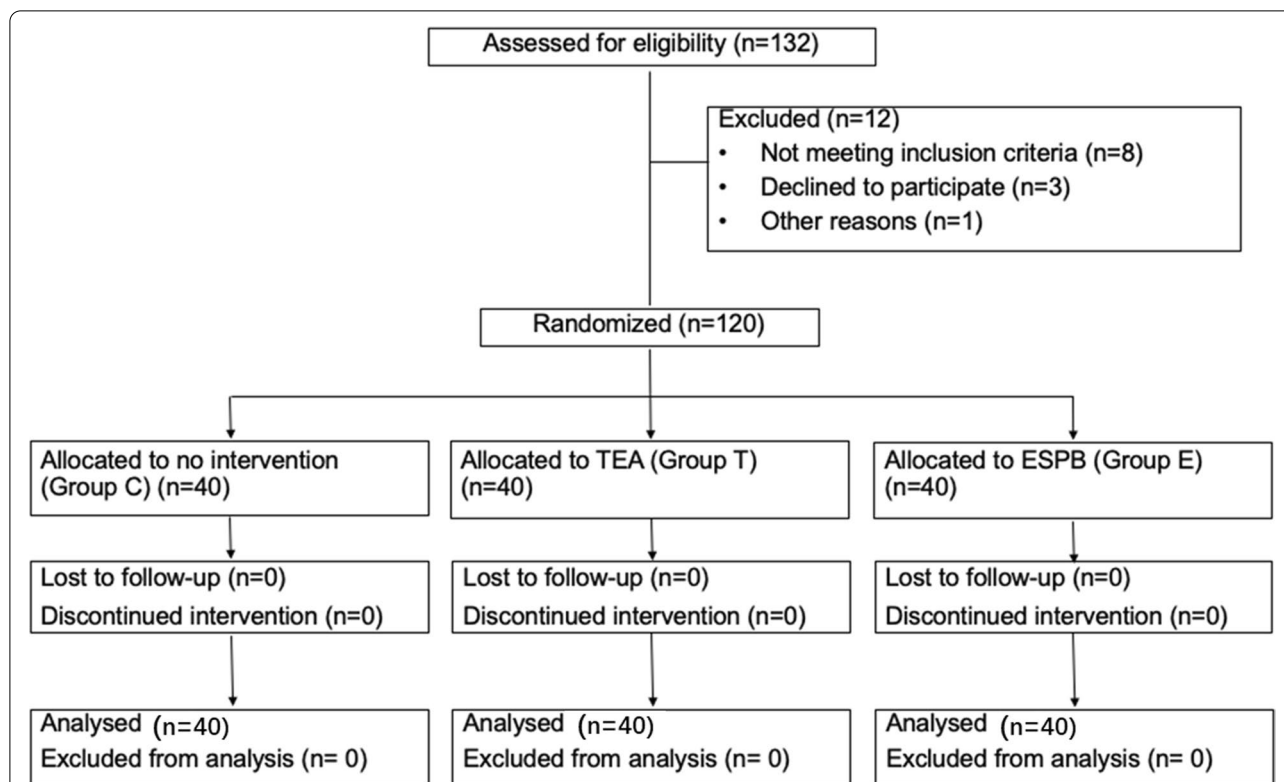 Assessed for eligibility (n=132)
Excluded (n=12)
• Not meeting inclusion criteria (n=8)
• Declined to participate (n=3)
• Other reasons (n=1)
Randomized (n=120)
Allocated to no intervention
(Group C) (n=40)
Allocated to TEA (Group T)
(n=40)
Allocated to ESPB (Group E)
(n=40)
Lost to follow-up (n=0)
Discontinued intervention (n=0)
Lost to follow-up (n=0)
Discontinued intervention (n=0)
Lost to follow-up (n=0)
Discontinued intervention (n=0)
Analysed (n=40)
Excluded from analysis (n= 0)
Analysed (n=40)
Excluded from analysis (n= 0)
Analysed (n=40)
Excluded from analysis (n= 0)